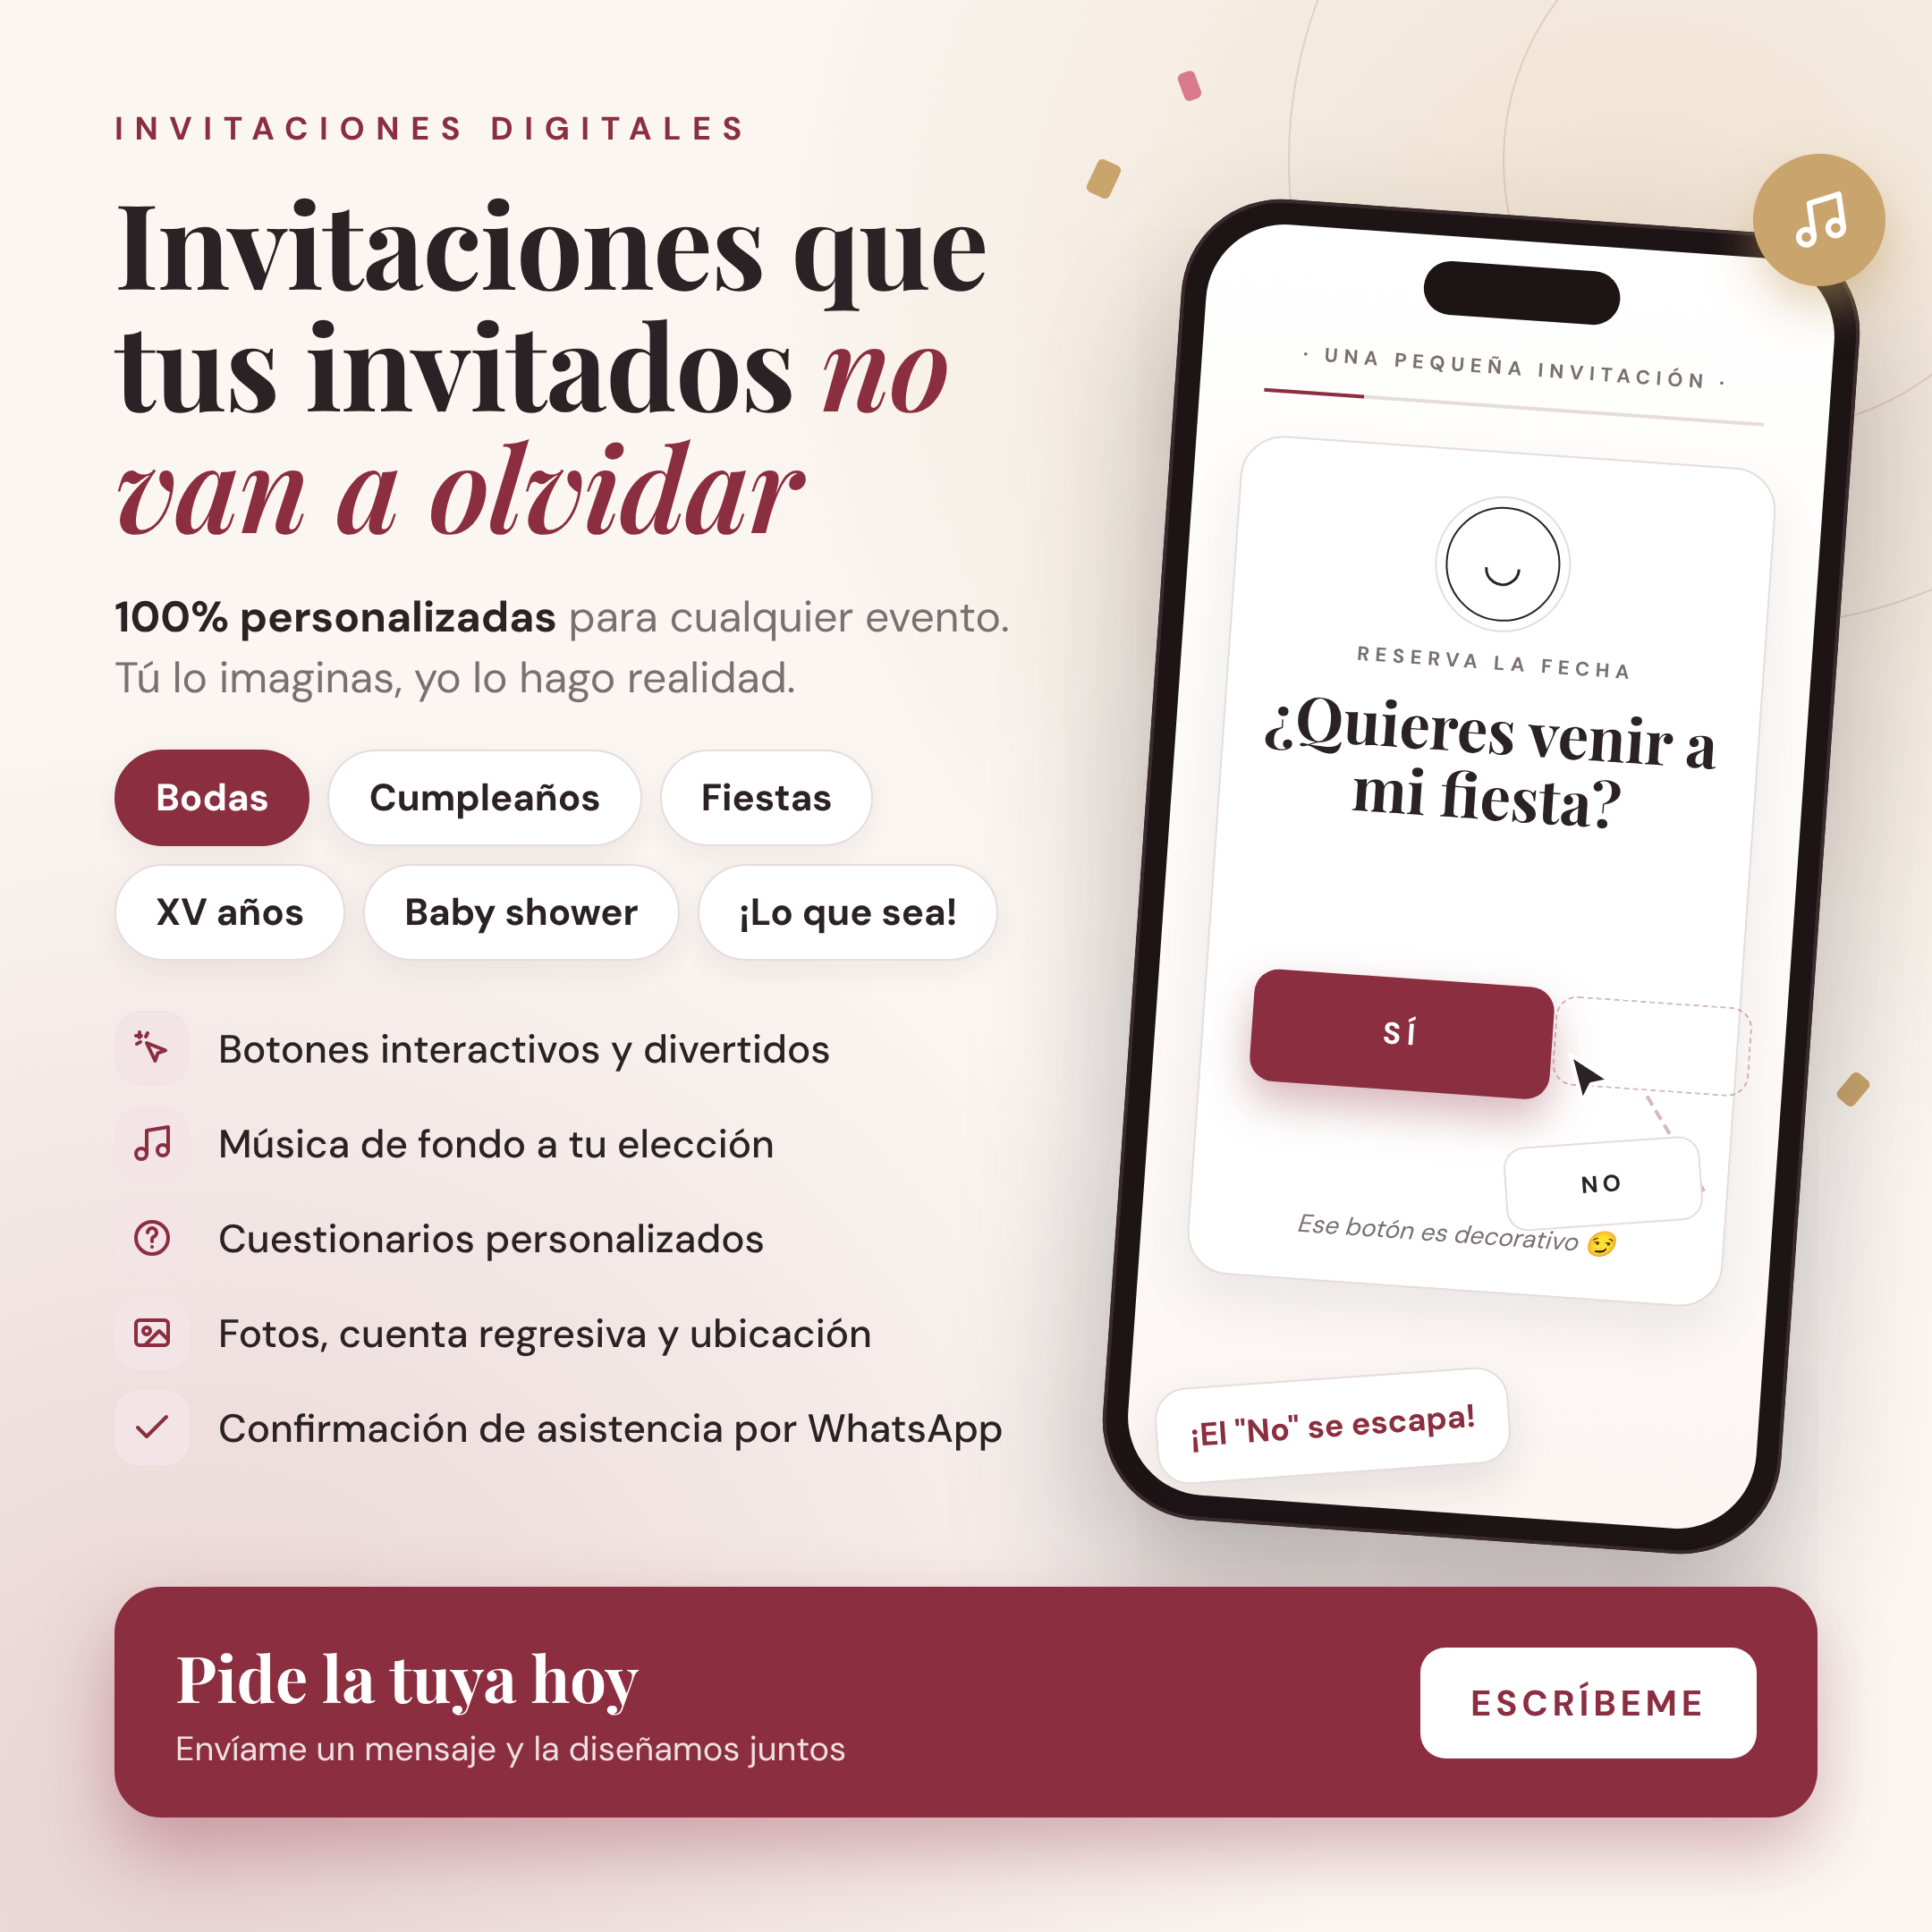 INVITACIONES DIGITALES
Invitaciones que
tus invitados no
van a olvidar
100% personalizadas para cualquier evento.
Tú lo imaginas, yo lo hago realidad.
Bodas
Cumpleaños
Fiestas
XV años
Baby shower
¡Lo que sea!
Botones interactivos y divertidos
Música de fondo a tu elección
Cuestionarios personalizados
Fotos, cuenta regresiva y ubicación
Confirmación de asistencia por WhatsApp
· UNA PEQUEÑA INVITACIÓN ·
RESERVA LA FECHA
¿Quieres venir a
mi fiesta?
SÍ
NO
Ese botón es decorativo 😏
¡El "No" se escapa!
Pide la tuya hoy
Envíame un mensaje y la diseñamos juntos
ESCRÍBEME